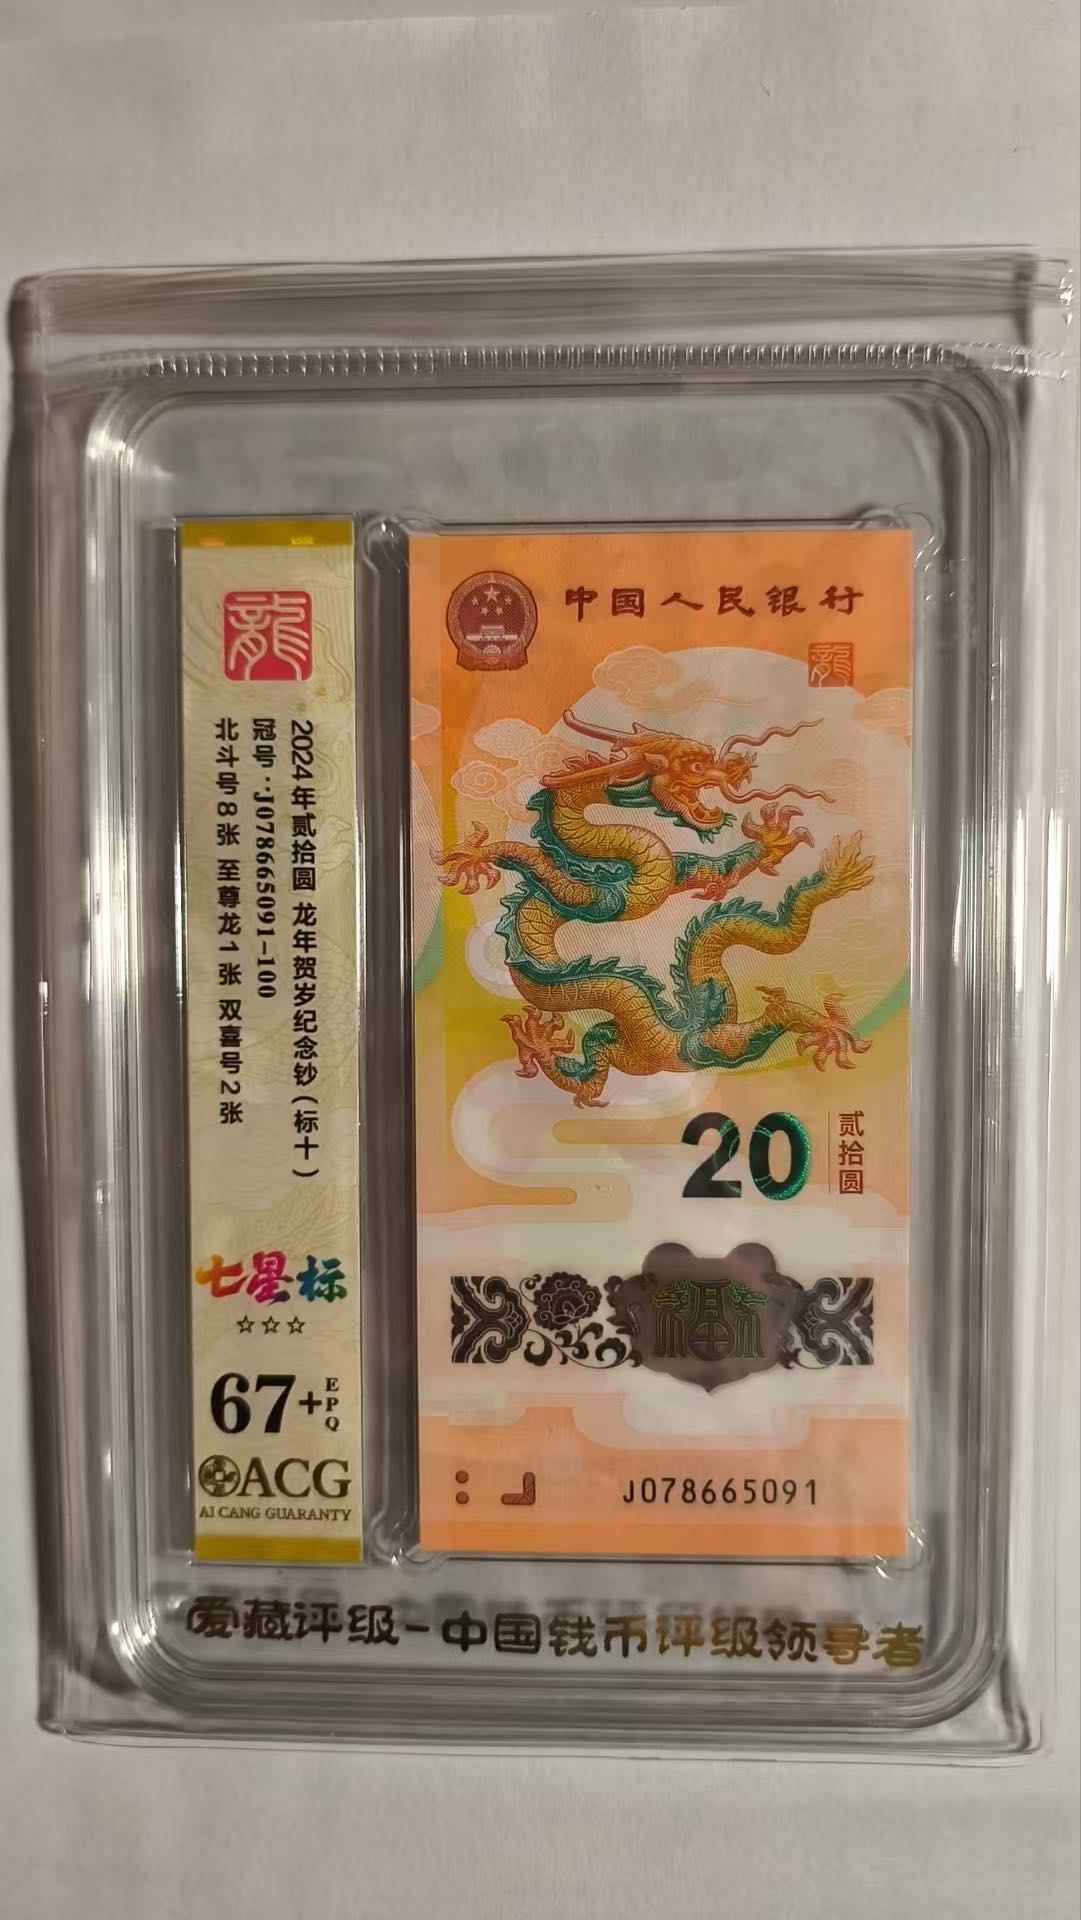 龍
2024年贰拾圆 龙年贺岁纪念钞(标十)
冠号:J078665091-100
北斗号8张 至尊龙1张 双喜号2张
七星标
☆☆☆
67+EPQ
ACG
AI CANG GUARANTY
中国人民银行
龍
20
贰拾圆
福
J078665091
爱藏评级-中国钱币评级领导者